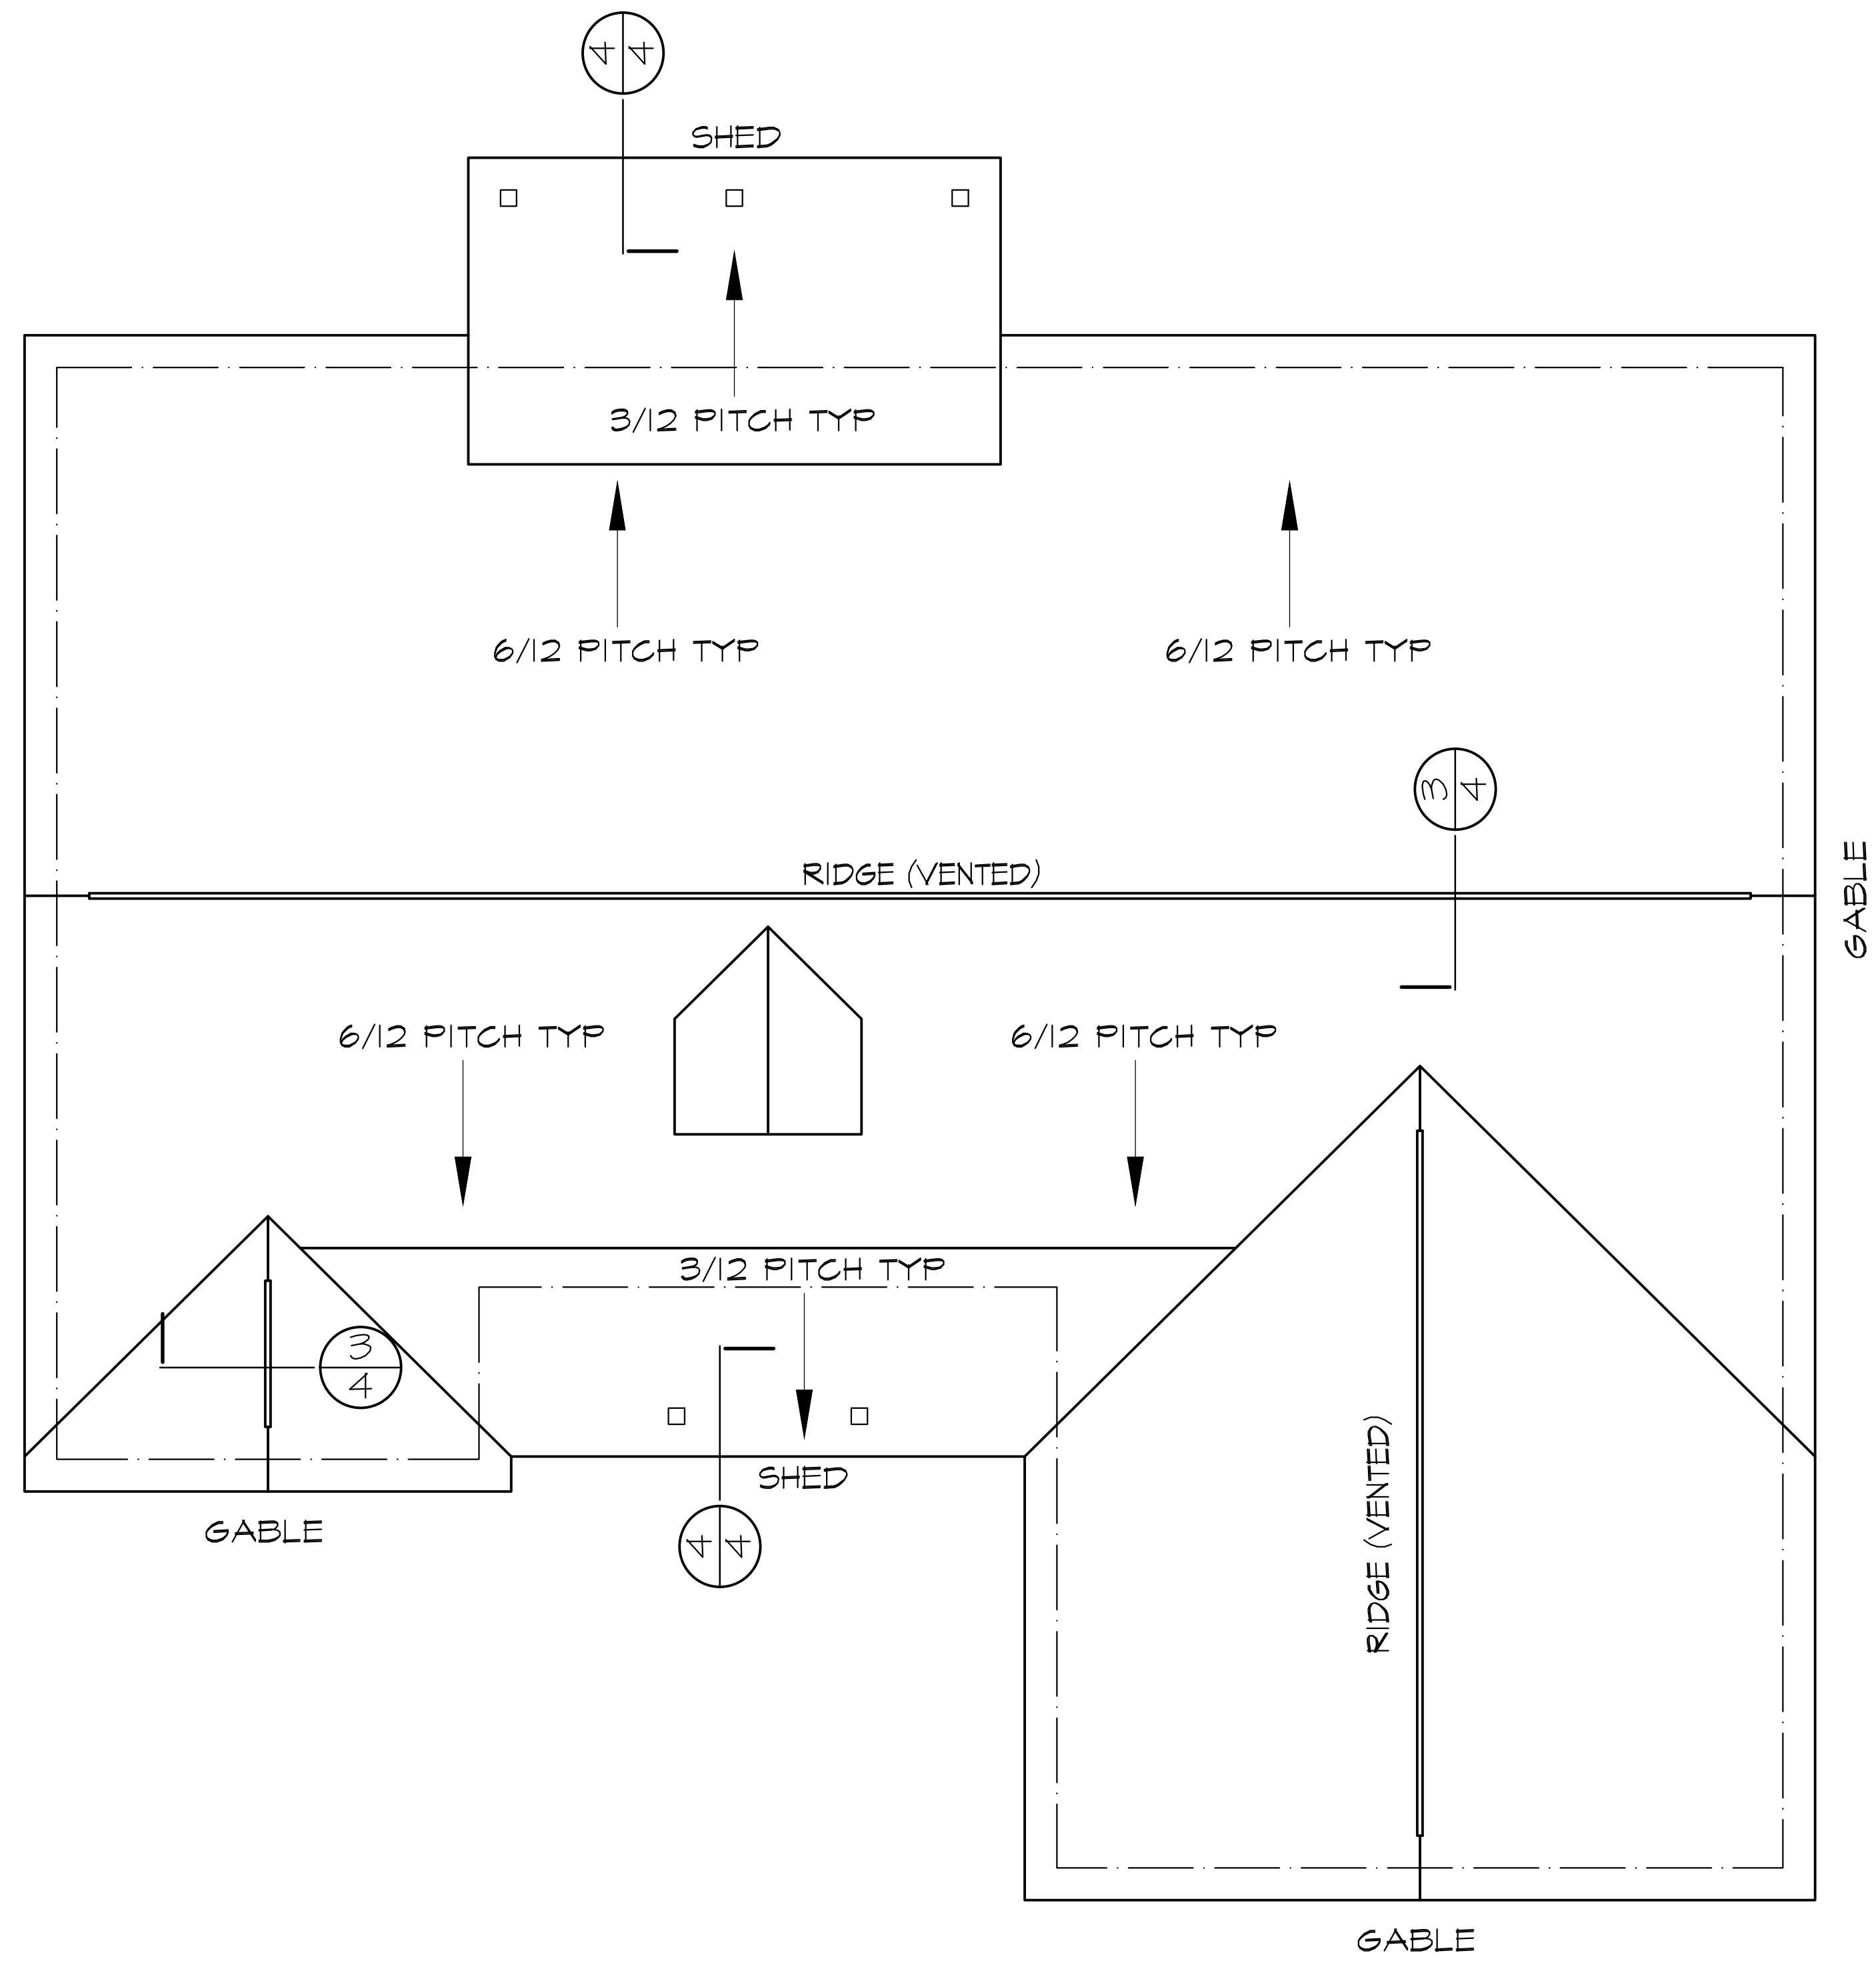 4 4
SHED
3/12 PITCH TYP
6/12 PITCH TYP
6/12 PITCH TYP
3 4
RIDGE (VENTED)
GABLE
6/12 PITCH TYP
6/12 PITCH TYP
3/12 PITCH TYP
3
4
RIDGE (VENTED)
SHED
GABLE
4 4
GABLE